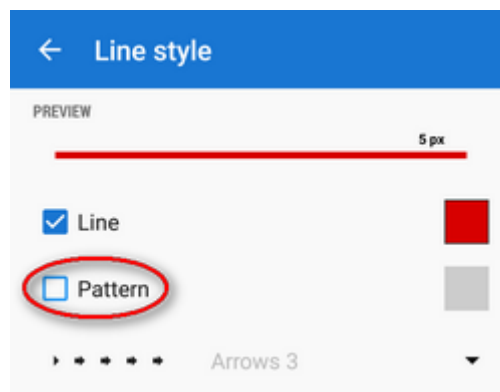 Line style
PREVIEW
5 px
Line
Pattern
Arrows 3